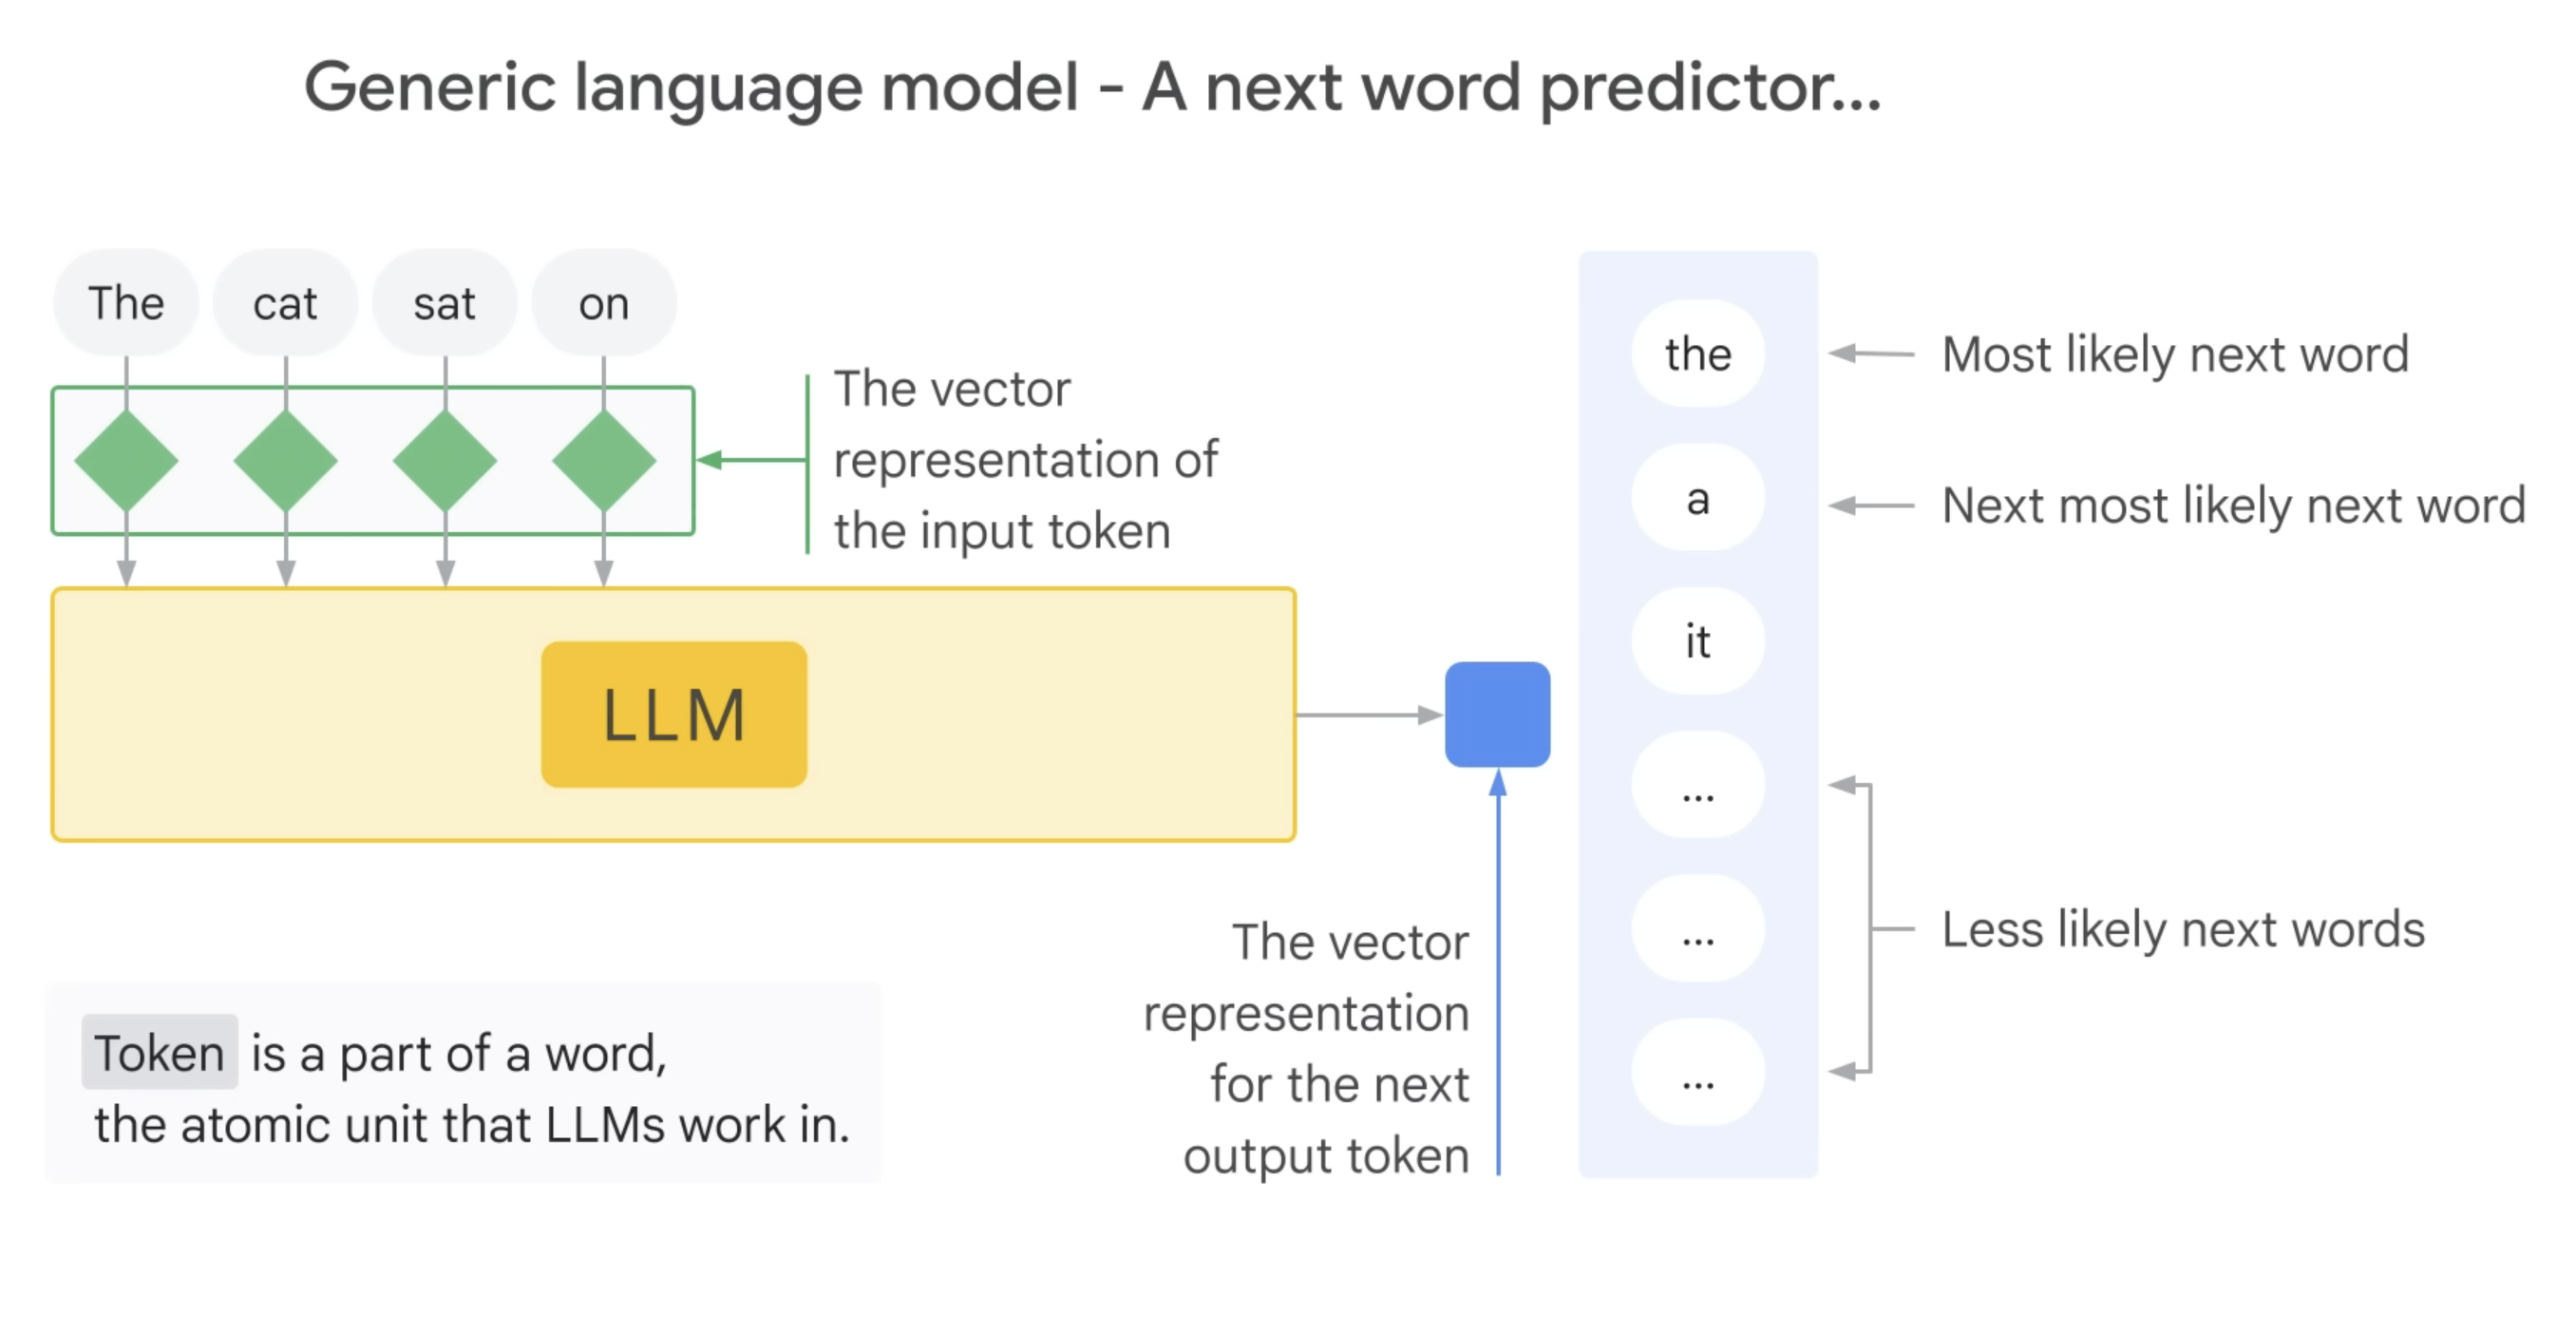 Generic language model - A next word predictor...
The cat sat on
The vector
representation of
the input token
LLM
The vector
representation
for the next
output token
the
a
it
...
...
...
Most likely next word
Next most likely next word
Less likely next words
Token is a part of a word,
the atomic unit that LLMs work in.